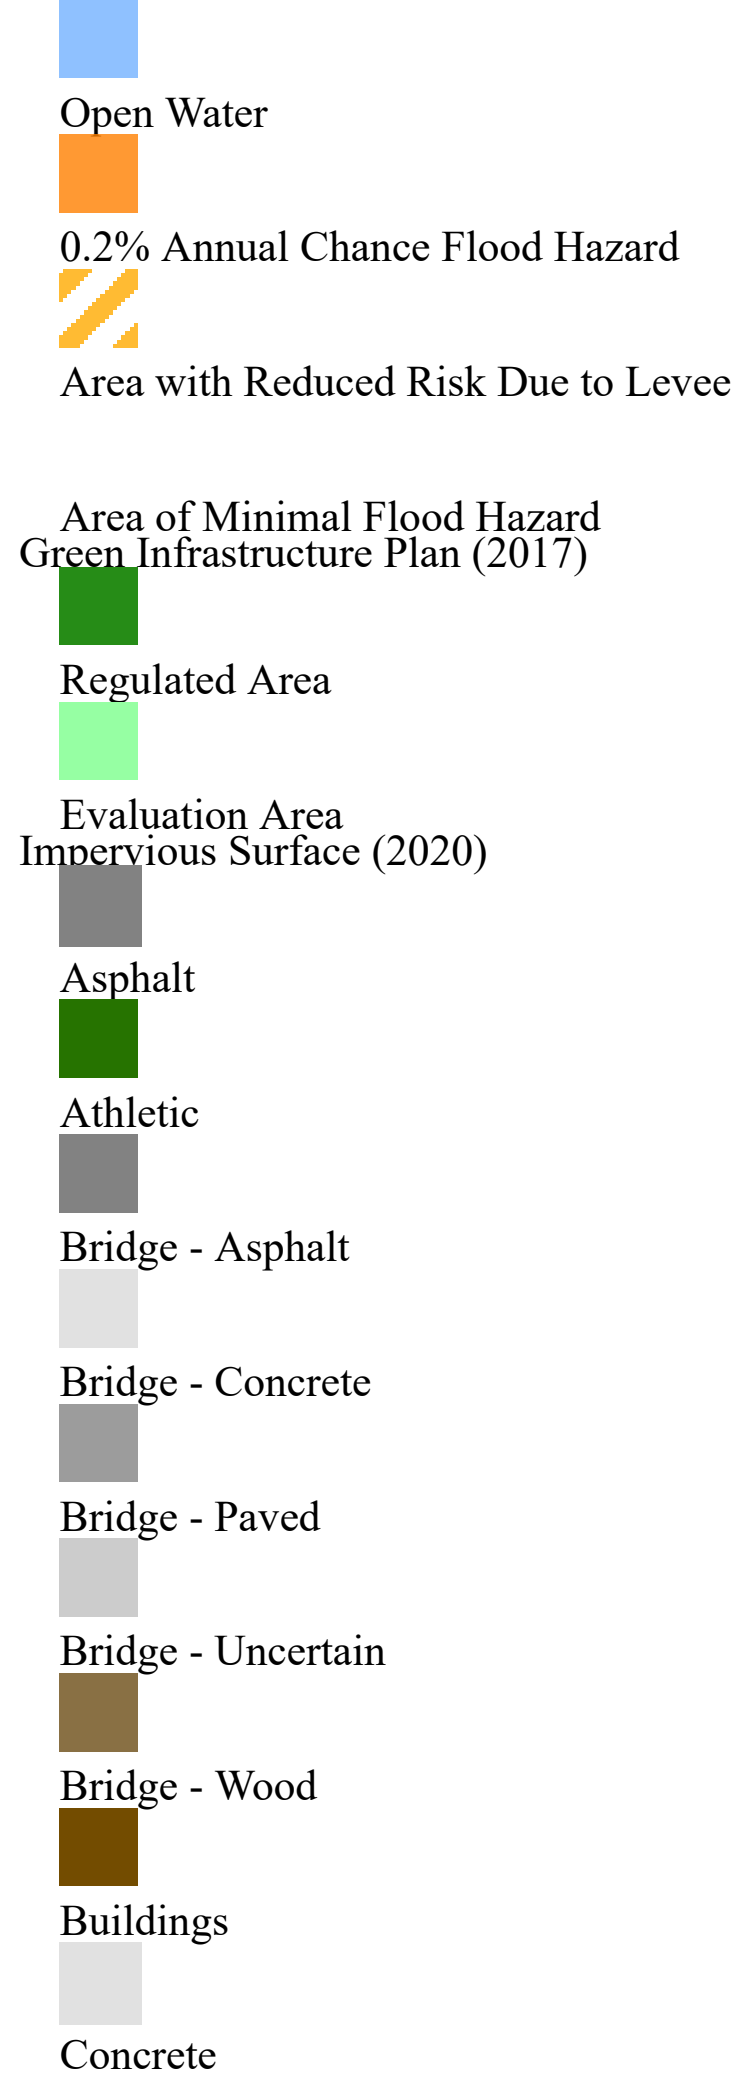 Open Water
0.2% Annual Chance Flood Hazard
Area with Reduced Risk Due to Levee
Area of Minimal Flood Hazard
Green Infrastructure Plan (2017)
Regulated Area
Evaluation Area
Impervious Surface (2020)
Asphalt
Athletic
Bridge - Asphalt
Bridge - Concrete
Bridge - Paved
Bridge - Uncertain
Bridge - Wood
Buildings
Concrete